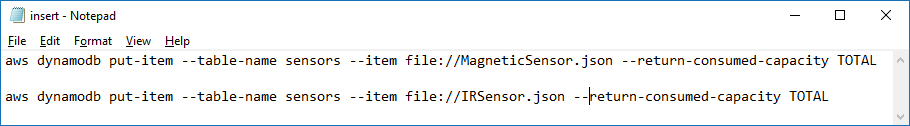 insert - Notepad
File Edit Format View Help
aws dynamodb put-item --table-name sensors --item file://MagneticSensor.json --return-consumed-capacity TOTAL
aws dynamodb put-item --table-name sensors --item file://IRSensor.json --return-consumed-capacity TOTAL